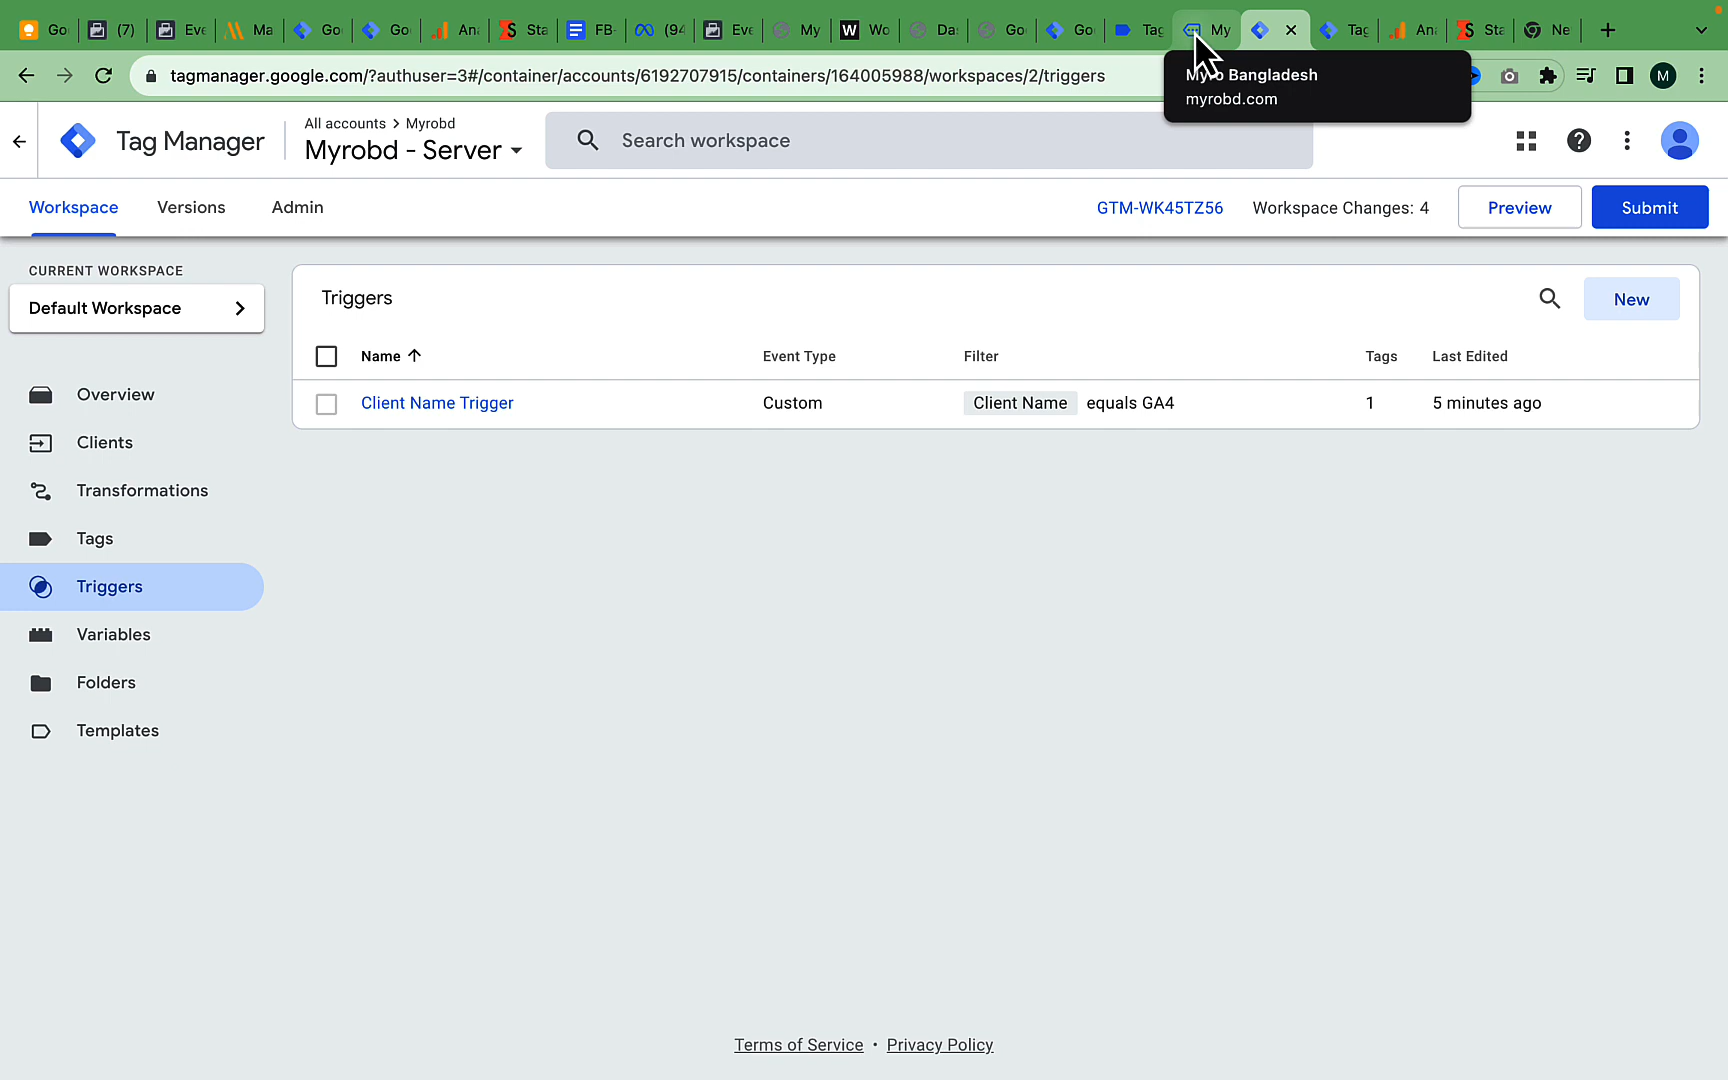 Go
(7)
Eve
Ma
Go
Go
An
Sta
FB-
(94
Eve
My
Wo
Da
Go
Go
Tag
My
Tag
An
Sta
Ne
tagmanager.google.com/?authuser=3#/container/accounts/6192707915/containers/164005988/workspaces/2/triggers
M
Bangladesh
myrobd.com
Tag Manager
All accounts > Myrobd
Myrobd - Server
Search workspace
Workspace
Versions
Admin
GTM-WK45TZ56
Workspace Changes: 4
Preview
Submit
CURRENT WORKSPACE
Default Workspace
Overview
Clients
Transformations
Tags
Triggers
Variables
Folders
Templates
Triggers
New
Name
Event Type
Filter
Tags
Last Edited
Client Name Trigger
Custom
Client Name equals GA4
1
5 minutes ago
Terms of Service • Privacy Policy